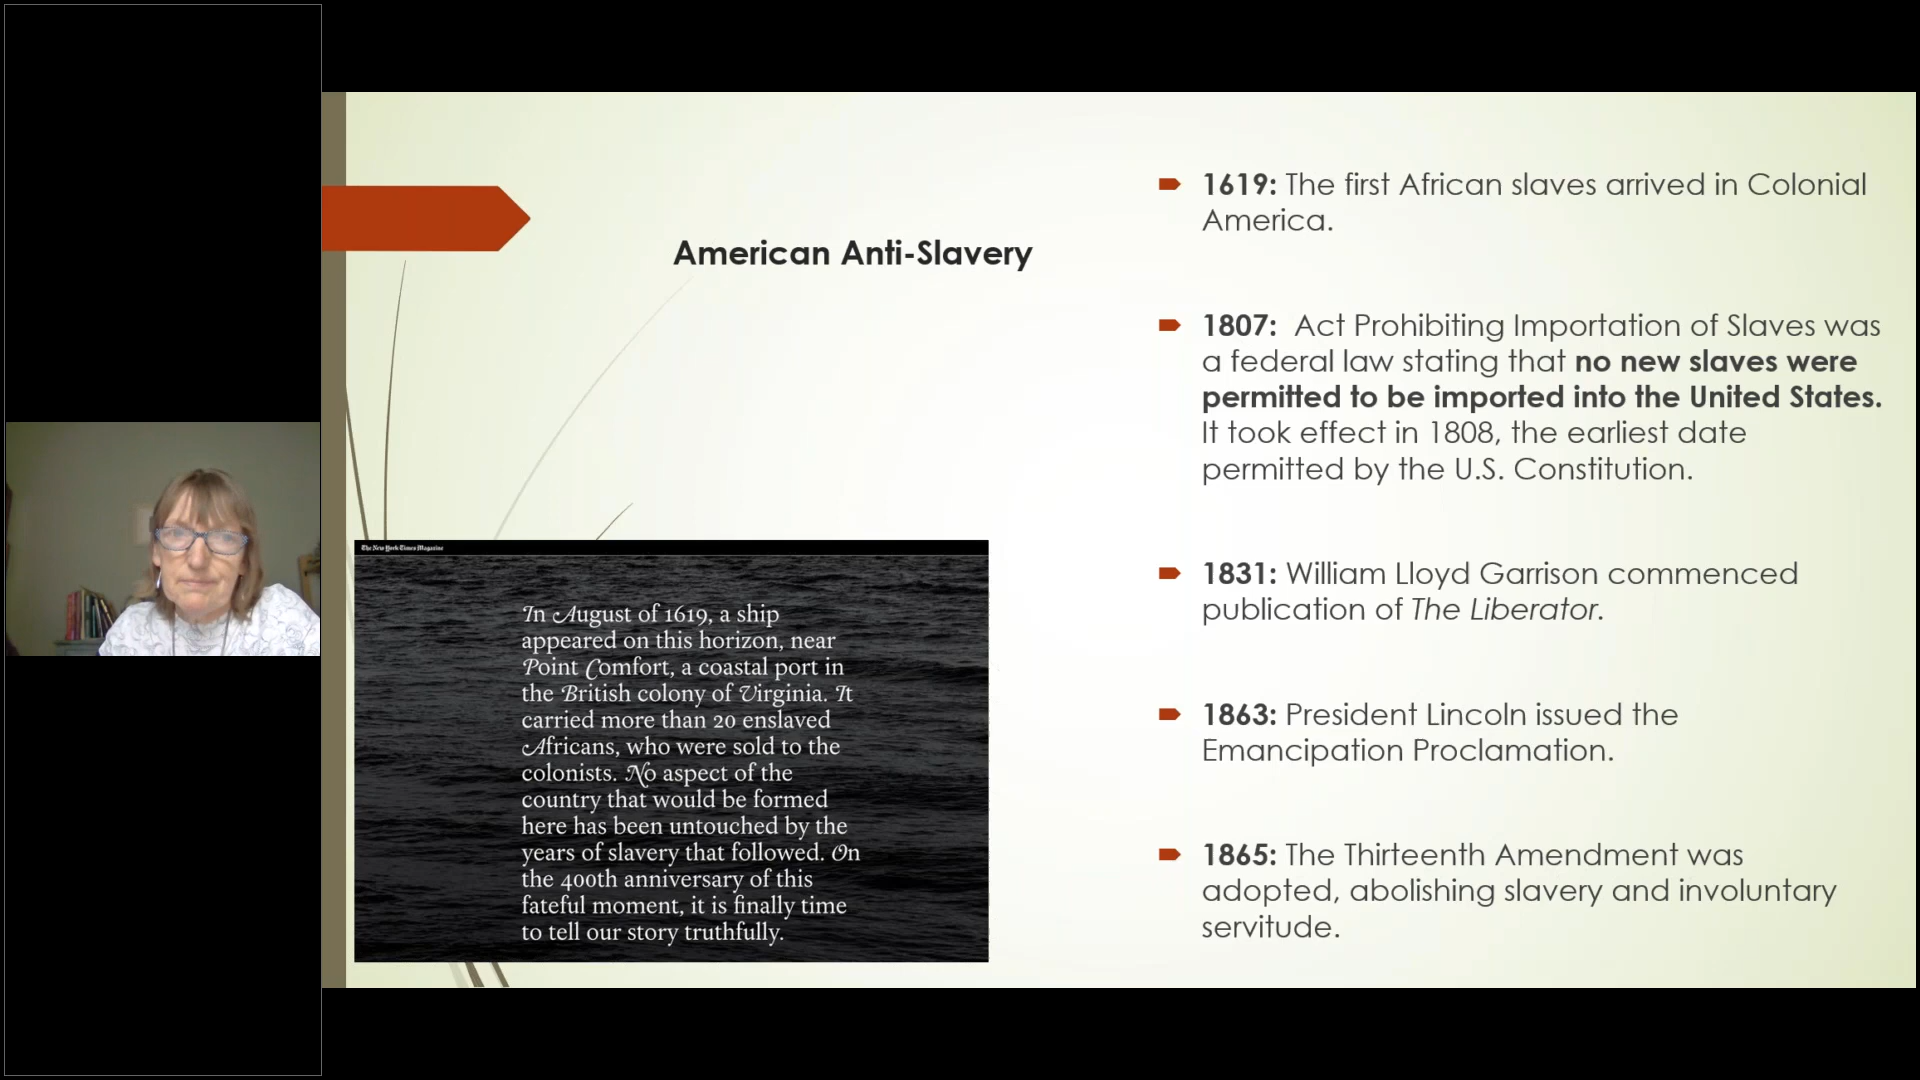 American Anti-Slavery
The New York Times Magazine
In August of 1619, a ship
appeared on this horizon, near
Point Comfort, a coastal port in
the British colony of Virginia. It
carried more than 20 enslaved
Africans, who were sold to the
colonists. No aspect of the
country that would be formed
here has been untouched by the
years of slavery that followed. On
the 400th anniversary of this
fateful moment, it is finally time
to tell our story truthfully.
1619: The first African slaves arrived in Colonial
America.
1807: Act Prohibiting Importation of Slaves was
a federal law stating that no new slaves were
permitted to be imported into the United States.
It took effect in 1808, the earliest date
permitted by the U.S. Constitution.
1831: William Lloyd Garrison commenced
publication of The Liberator.
1863: President Lincoln issued the
Emancipation Proclamation.
1865: The Thirteenth Amendment was
adopted, abolishing slavery and involuntary
servitude.